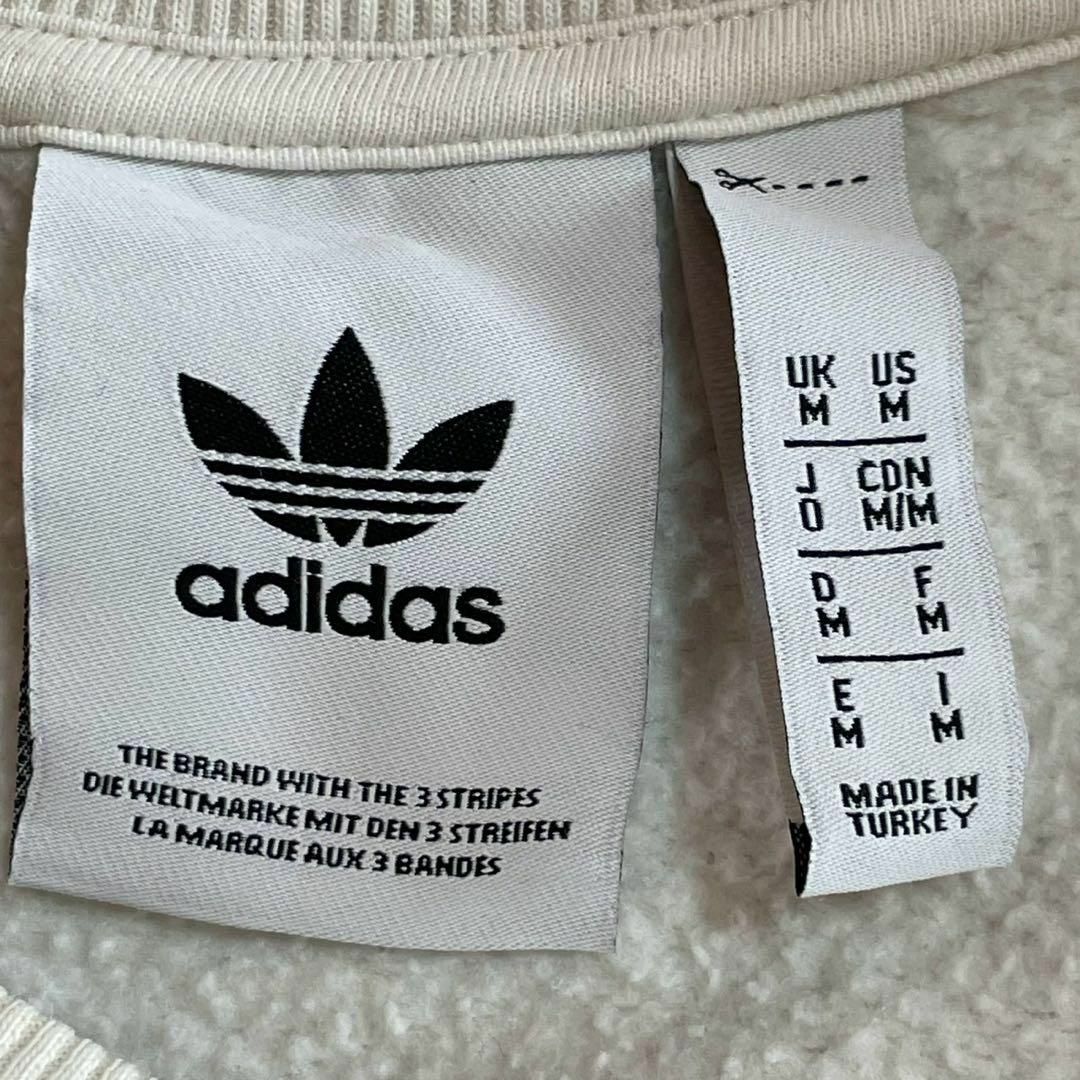 adidas
THE BRAND WITH THE 3 STRIPES
DIE WELTMARKE MIT DEN 3 STREIFEN
LA MARQUE AUX 3 BANDES
UK US
M M
J CDN
O M/M
D F
M M
E I
M M
MADE IN
TURKEY